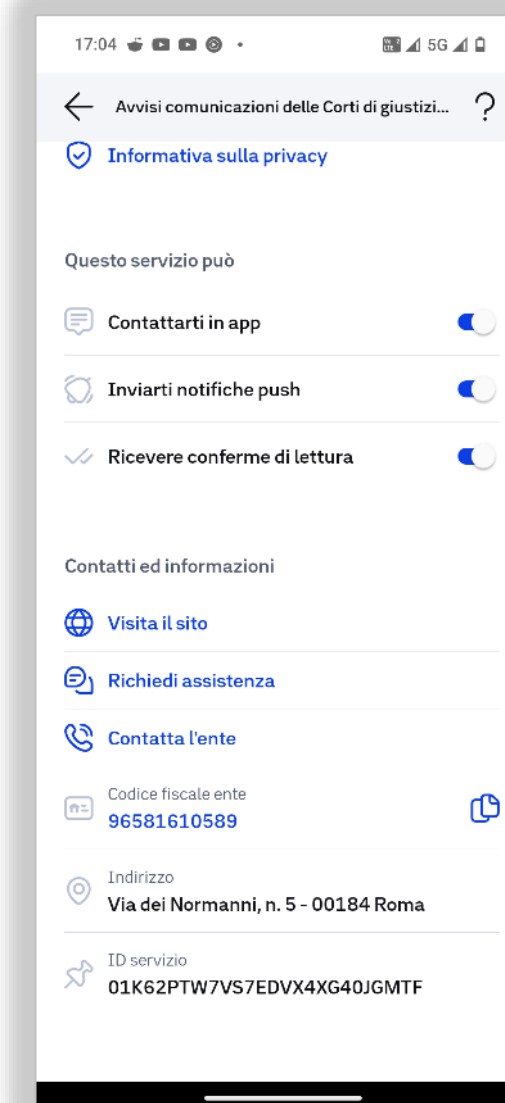 17:04
5G
Avvisi comunicazioni delle Corti di giustizi...
Informativa sulla privacy
Questo servizio può
Contattarti in app
Inviarti notifiche push
Ricevere conferme di lettura
Contatti ed informazioni
Visita il sito
Richiedi assistenza
Contatta l'ente
Codice fiscale ente
96581610589
Indirizzo
Via dei Normanni, n. 5 - 00184 Roma
ID servizio
01K62PTW7VS7EDVX4XG40JGMTF